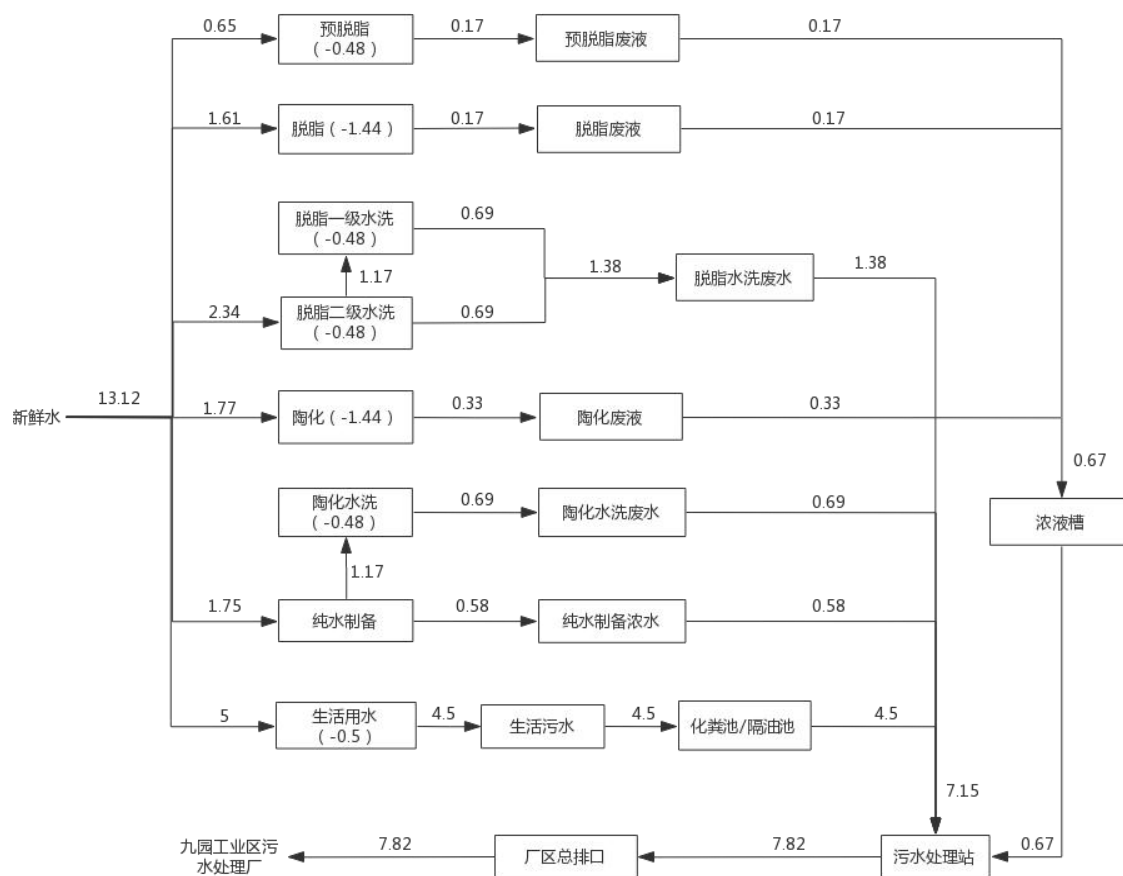 0.65
预脱脂
（-0.48）
0.17
预脱脂废液
0.17
1.61
脱脂（-1.44）
0.17
脱脂废液
0.17
脱脂一级水洗
（-0.48）
0.69
1.17
1.38
脱脂水洗废水
1.38
2.34
脱脂二级水洗
（-0.48）
0.69
新鲜水
13.12
1.77
陶化（-1.44）
0.33
陶化废液
0.33
0.67
陶化水洗
（-0.48）
0.69
陶化水洗废水
0.69
浓液槽
1.17
1.75
纯水制备
0.58
纯水制备浓水
0.58
5
生活用水
（-0.5）
4.5
生活污水
4.5
化粪池/隔油池
4.5
7.15
九园工业区污
水处理厂
7.82
厂区总排口
7.82
污水处理站
0.67